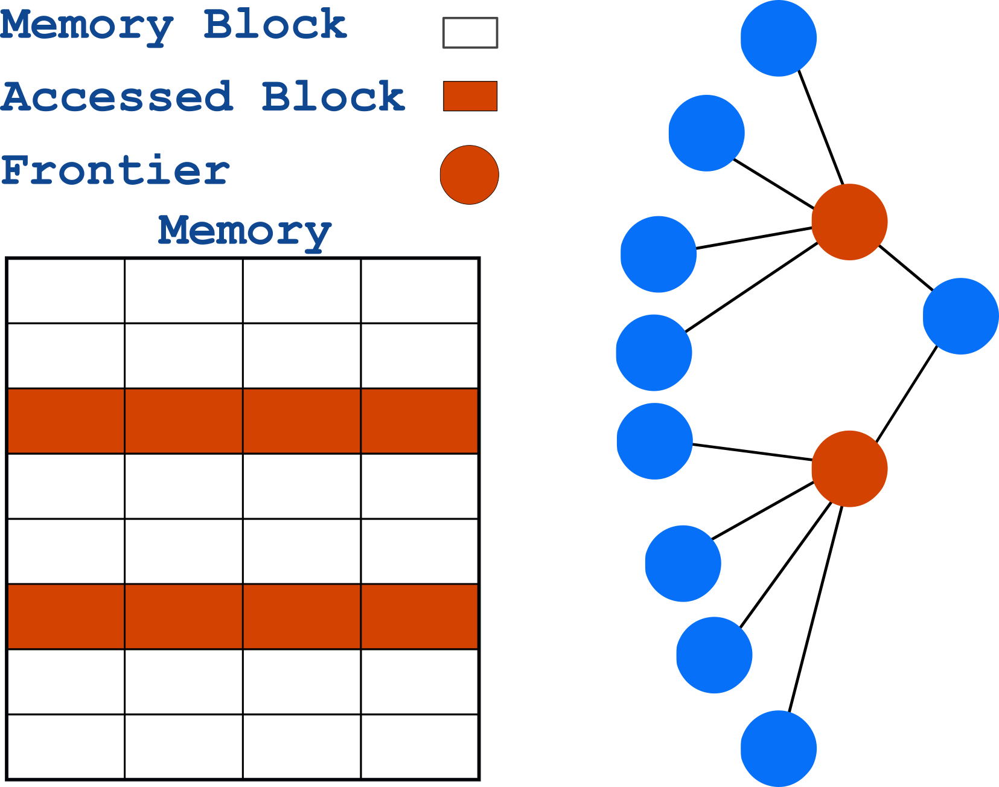 Memory Block
Accessed Block
Frontier
Memory